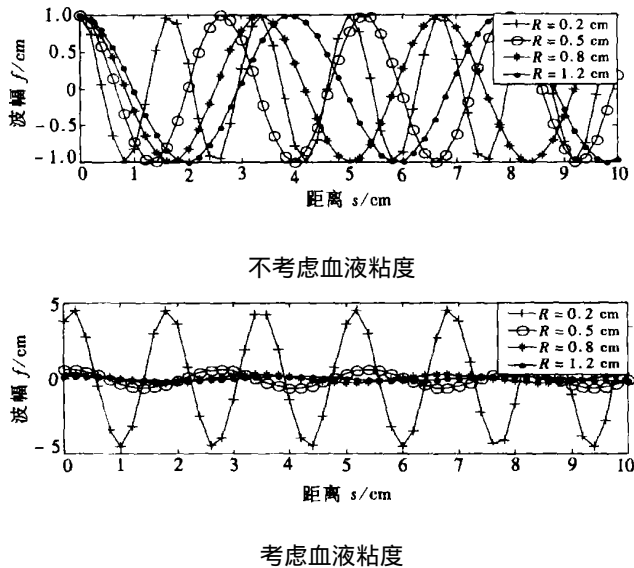 1.0
0.5
0
-0.5
-1.0
波幅 f/cm
R = 0.2 cm
R = 0.5 cm
R = 0.8 cm
R = 1.2 cm
0 1 2 3 4 5 6 7 8 9 10
距离 s/cm
不考虑血液粘度
5
0
-5
波幅 f/cm
R = 0.2 cm
R = 0.5 cm
R = 0.8 cm
R = 1.2 cm
0 1 2 3 4 5 6 7 8 9 10
距离 s/cm
考虑血液粘度